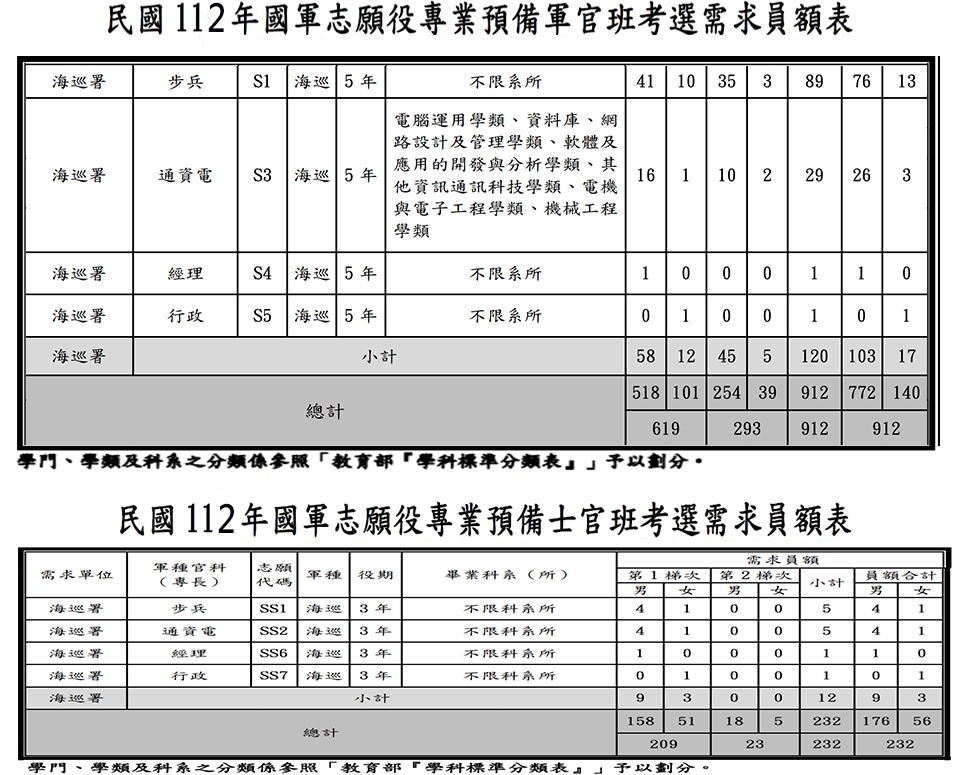 民國112年國軍志願役專業預備軍官班考選需求員額表
海巡署 步兵 S1 海巡 5年 不限系所 41 10 35 3 89 76 13
海巡署 通資電 S3 海巡 5年 電腦運用學類、資料庫、網
路設計及管理學類、軟體及
應用的開發與分析學類、其
他資訊通訊科技學類、電機
與電子工程學類、機械工程
學類 16 1 10 2 29 26 3
海巡署 經理 S4 海巡 5年 不限系所 1 0 0 0 1 1 0
海巡署 行政 S5 海巡 5年 不限系所 0 1 0 0 1 0 1
海巡署 小計 58 12 45 5 120 103 17
總計 518 101 254 39 912 772 140
619 293 912 912
學門、學類及科系之分類係參照「教育部『學科標準分類表』」予以劃分。
民國112年國軍志願役專業預備士官班考選需求員額表
需求單位 軍種官科(專長) 志願代碼 軍種 役期 畢業科系(所) 需求員額
第1梯次 第2梯次 小計 員額合計
男 女 男 女 男 女
海巡署 步兵 SS1 海巡 3年 不限科系所 4 1 0 0 5 4 1
海巡署 通資電 SS2 海巡 3年 不限科系所 4 1 0 0 5 4 1
海巡署 經理 SS6 海巡 3年 不限科系所 1 0 0 0 1 1 0
海巡署 行政 SS7 海巡 3年 不限科系所 0 1 0 0 1 0 1
海巡署 小計 9 3 0 0 12 9 3
總計 158 51 18 5 232 176 56
209 23 232 232
學門、學類及科系之分類係參照「教育部『學科標準分類表』」予以劃分。